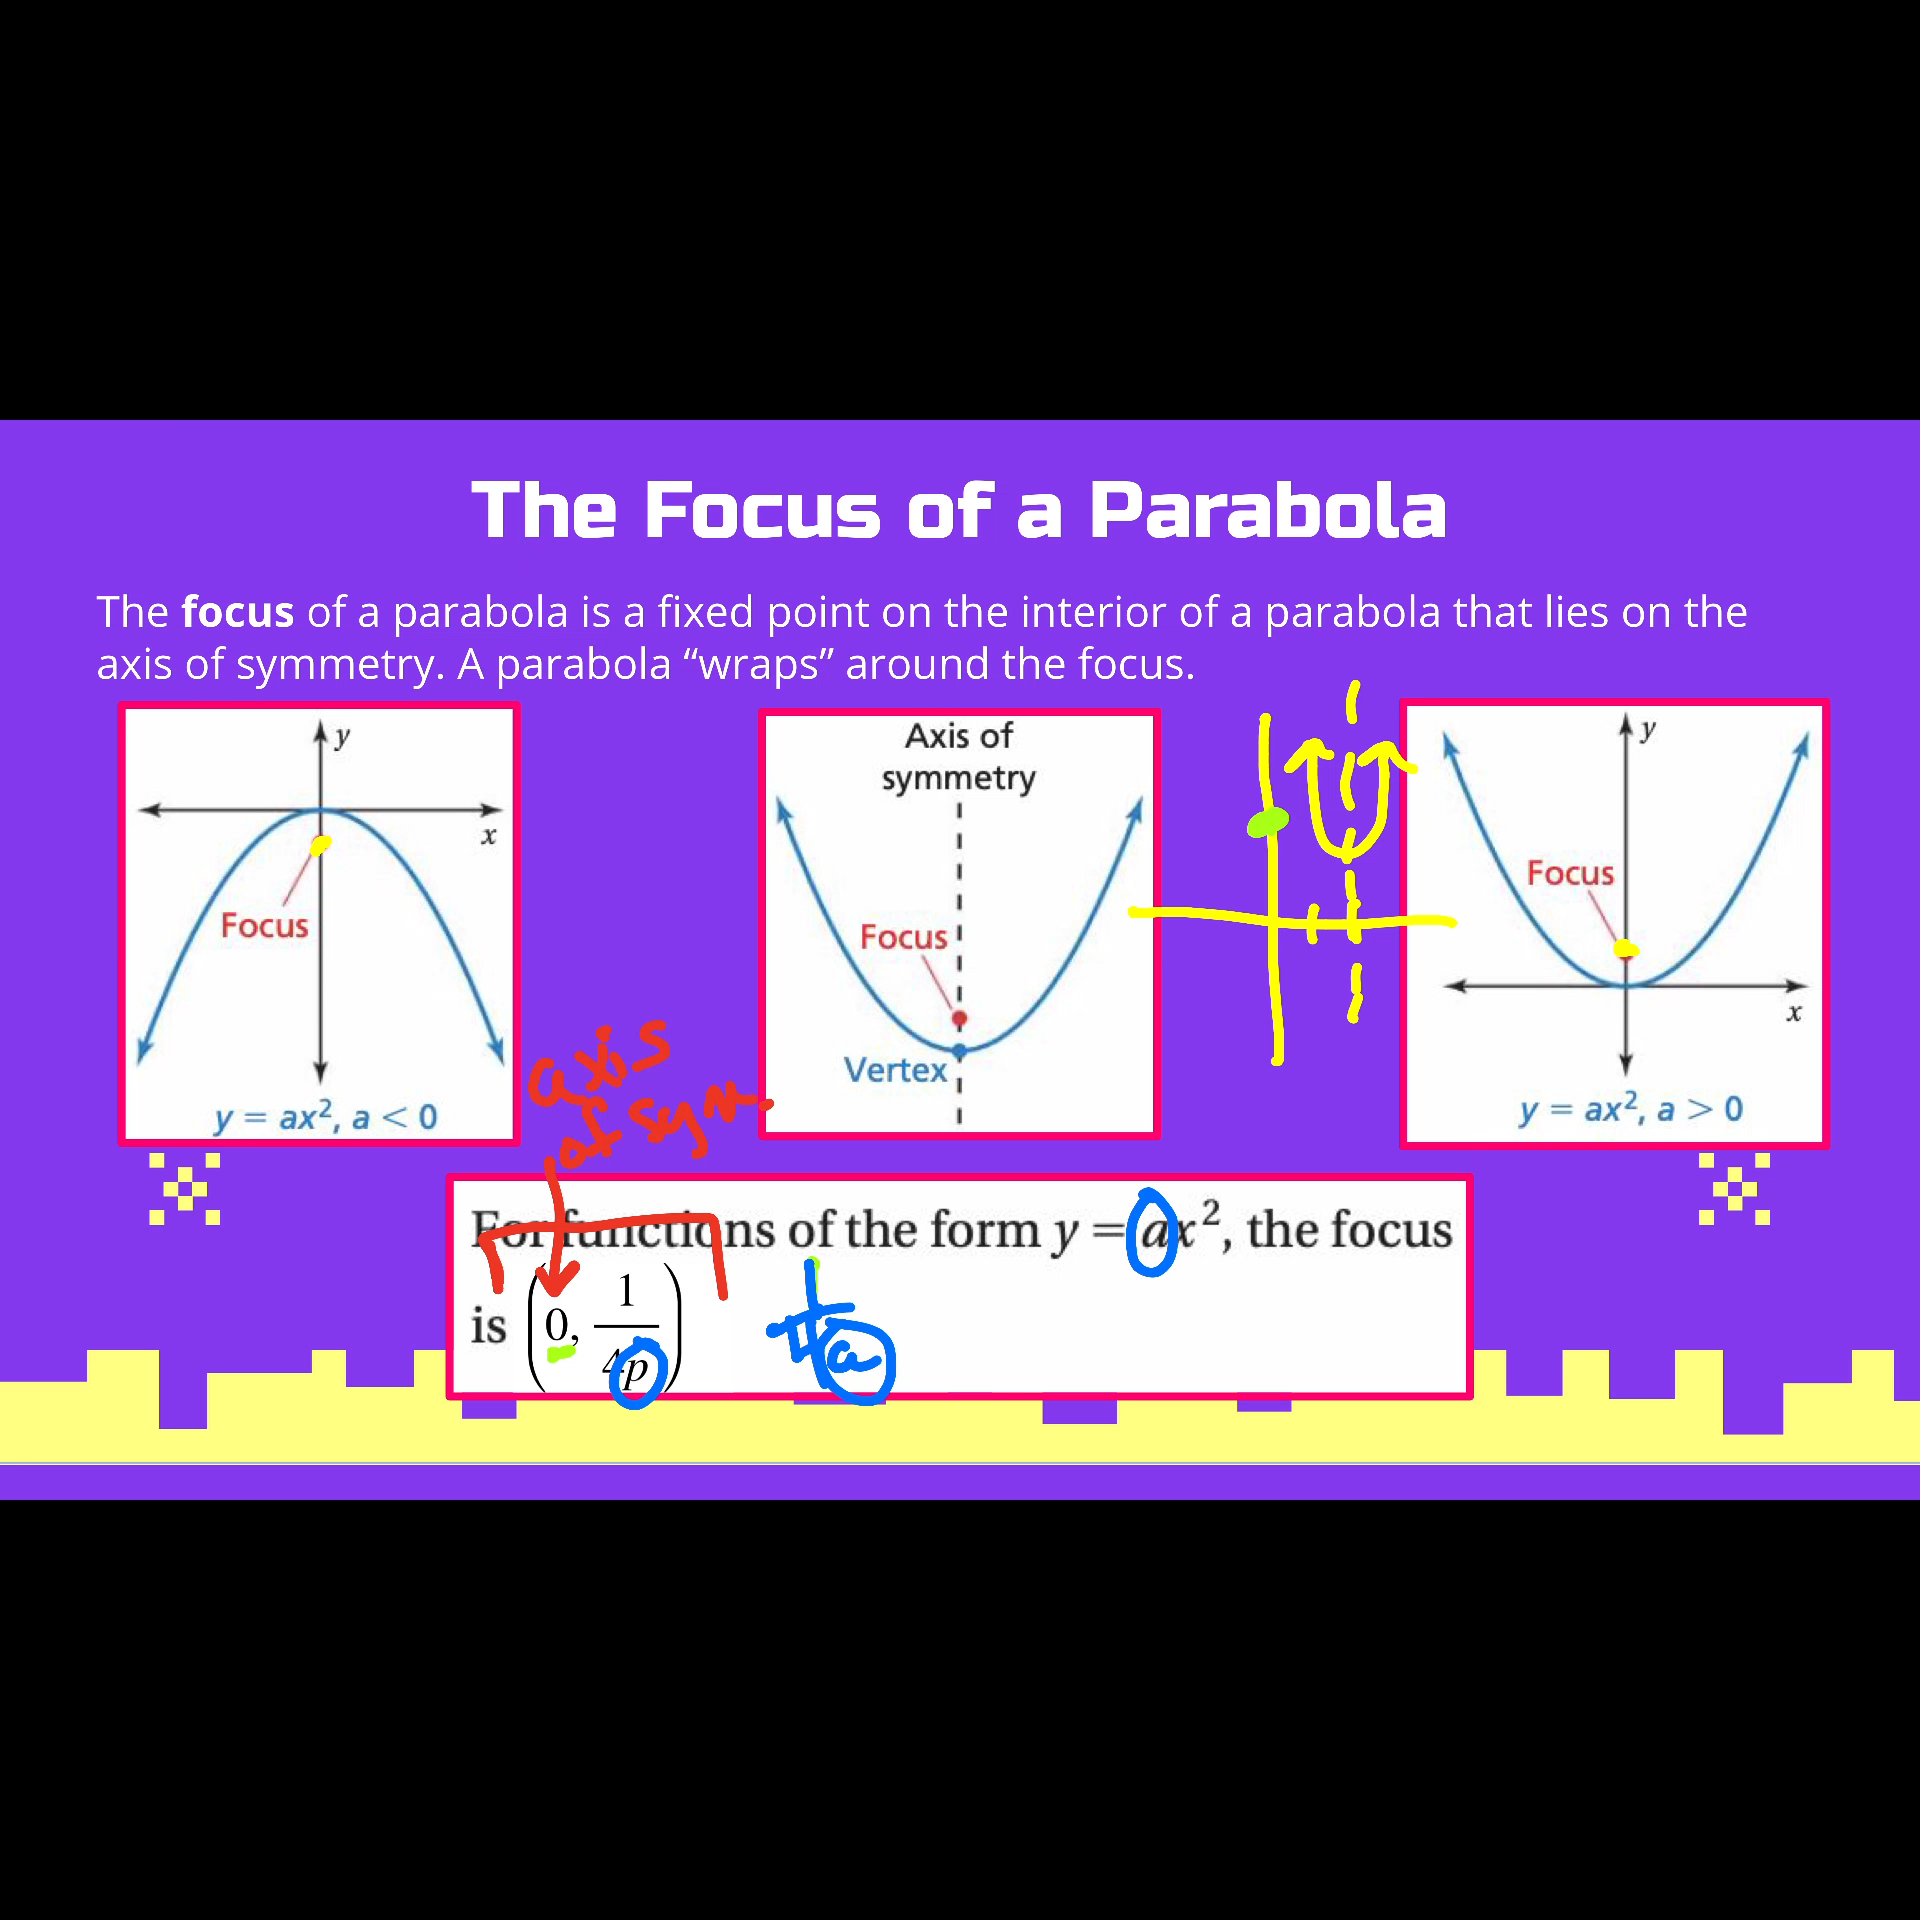 The Focus of a Parabola
The focus of a parabola is a fixed point on the interior of a parabola that lies on the
axis of symmetry. A parabola “wraps” around the focus.
y
x
Focus
y = ax², a < 0
Axis of
symmetry
Focus
Vertex
y
Focus
x
y = ax², a > 0
axis
of sym.
For functions of the form y = ax², the focus
is (0, 1/4p)
a